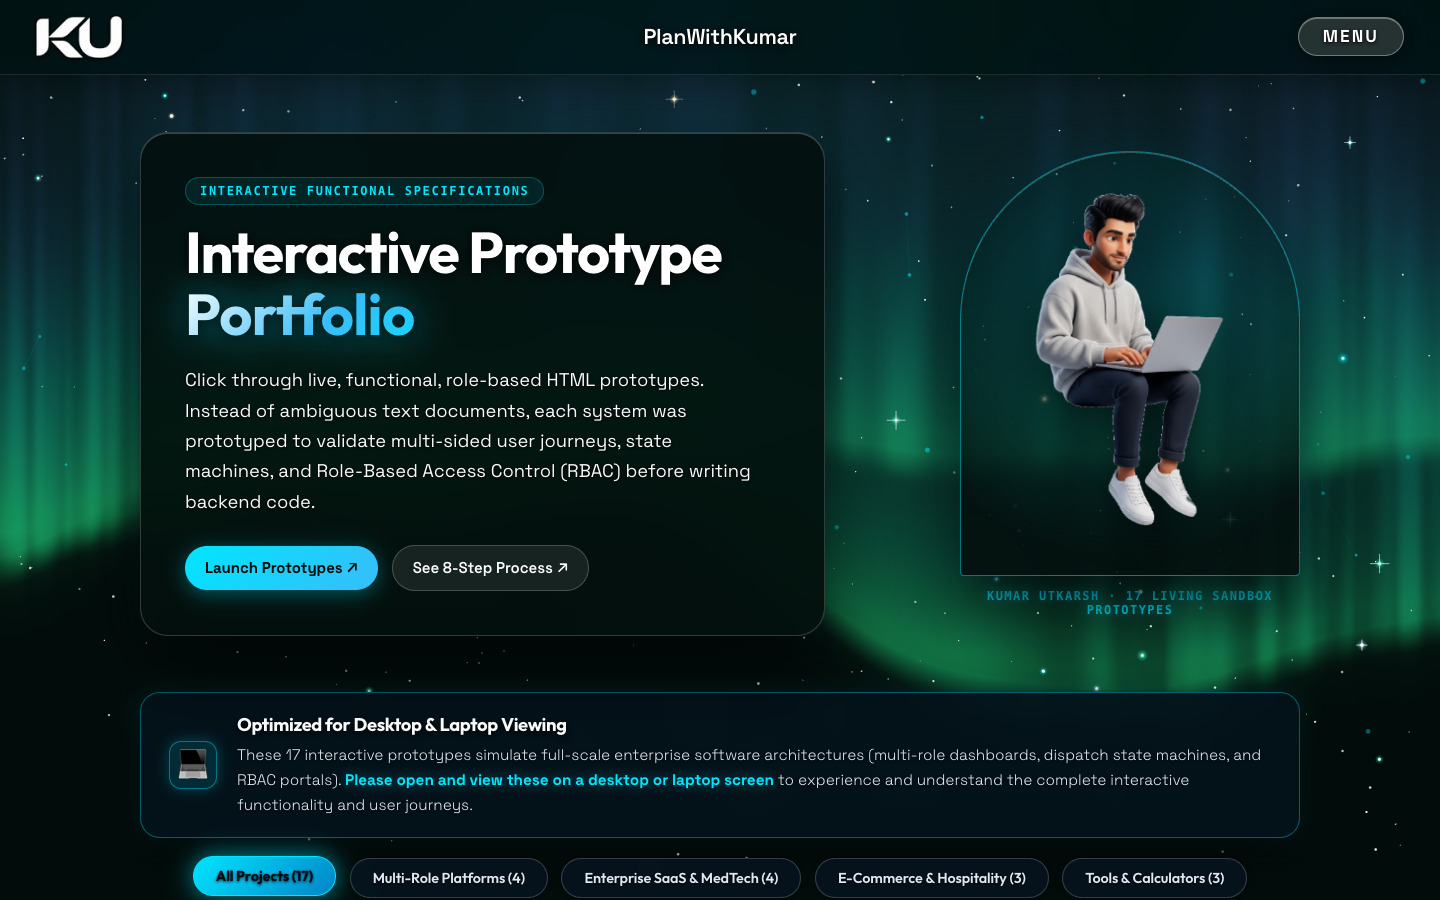 KU
PlanWithKumar
MENU
INTERACTIVE FUNCTIONAL SPECIFICATIONS
Interactive Prototype
Portfolio
Click through live, functional, role-based HTML prototypes.
Instead of ambiguous text documents, each system was
prototyped to validate multi-sided user journeys, state
machines, and Role-Based Access Control (RBAC) before writing
backend code.
Launch Prototypes ↗
See 8-Step Process ↗
KUMAR UTKARSH · 17 LIVING SANDBOX
PROTOTYPES
Optimized for Desktop & Laptop Viewing
These 17 interactive prototypes simulate full-scale enterprise software architectures (multi-role dashboards, dispatch state machines, and
RBAC portals). Please open and view these on a desktop or laptop screen to experience and understand the complete interactive
functionality and user journeys.
All Projects (17)
Multi-Role Platforms (4)
Enterprise SaaS & MedTech (4)
E-Commerce & Hospitality (3)
Tools & Calculators (3)